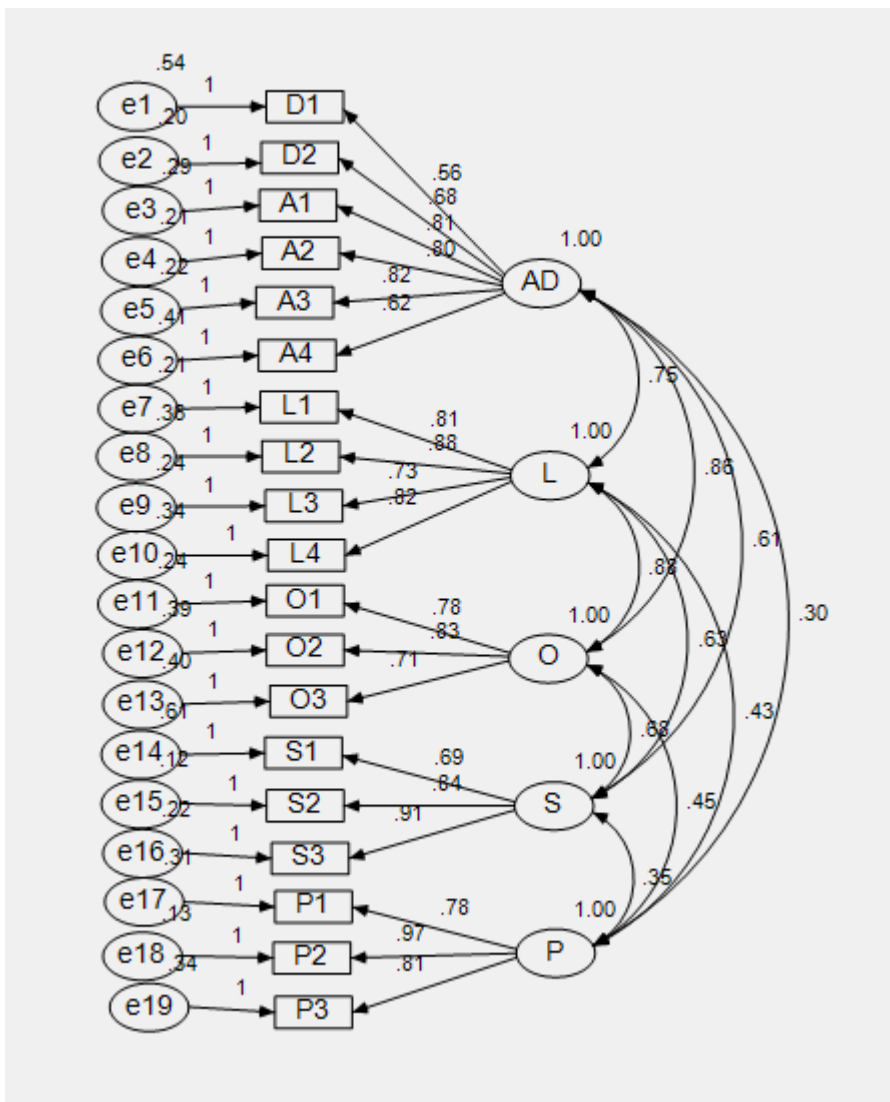 .54
e1 1 D1
.20
e2 1 D2
.29
e3 1 A1
.21
e4 1 A2
.22
e5 1 A3
.41
e6 1 A4
.21
e7 1 L1
.38
e8 1 L2
.24
e9 1 L3
.34
e10 1 L4
.24
e11 1 O1
.39
e12 1 O2
.40
e13 1 O3
.61
e14 1 S1
.12
e15 1 S2
.22
e16 1 S3
.31
e17 1 P1
.13
e18 1 P2
.34
e19 1 P3
.56
.68
.81
.80
.82
.62
1.00
AD
.81
.88
.73
.82
1.00
L
.78
.83
.71
1.00
O
.69
.84
.91
1.00
S
.78
.97
.81
1.00
P
.75
.86
.61
.30
.88
.63
.43
.68
.45
.35